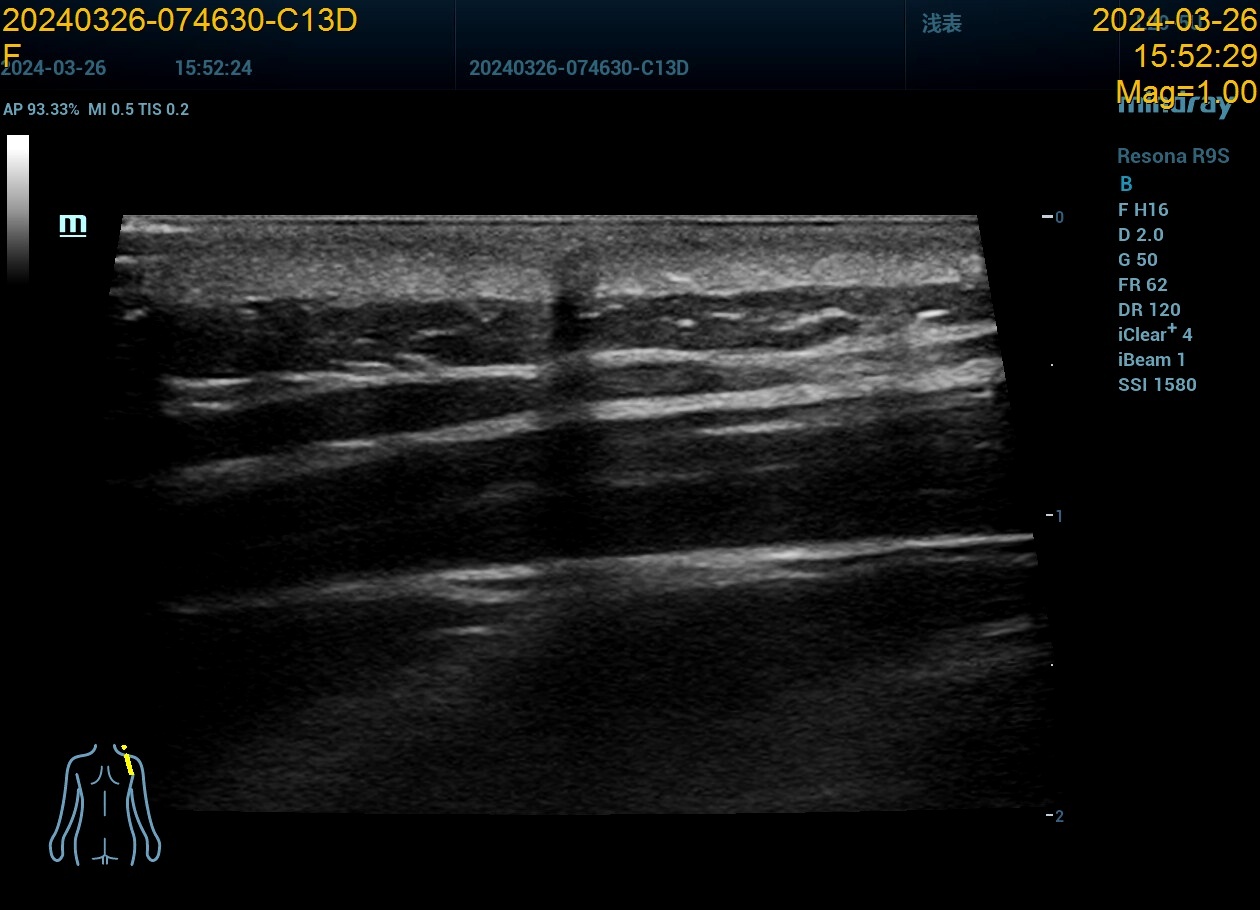 20240326-074630-C13D
F
2024-03-26 15:52:24 20240326-074630-C13D
浅表
2024-03-26
15:52:29
Mag=1.00
AP 93.33% MI 0.5 TIS 0.2
mindray
Resona R9S
B
F H16
D 2.0
G 50
FR 62
DR 120
iClear+ 4
iBeam 1
SSI 1580
m
0
1
2